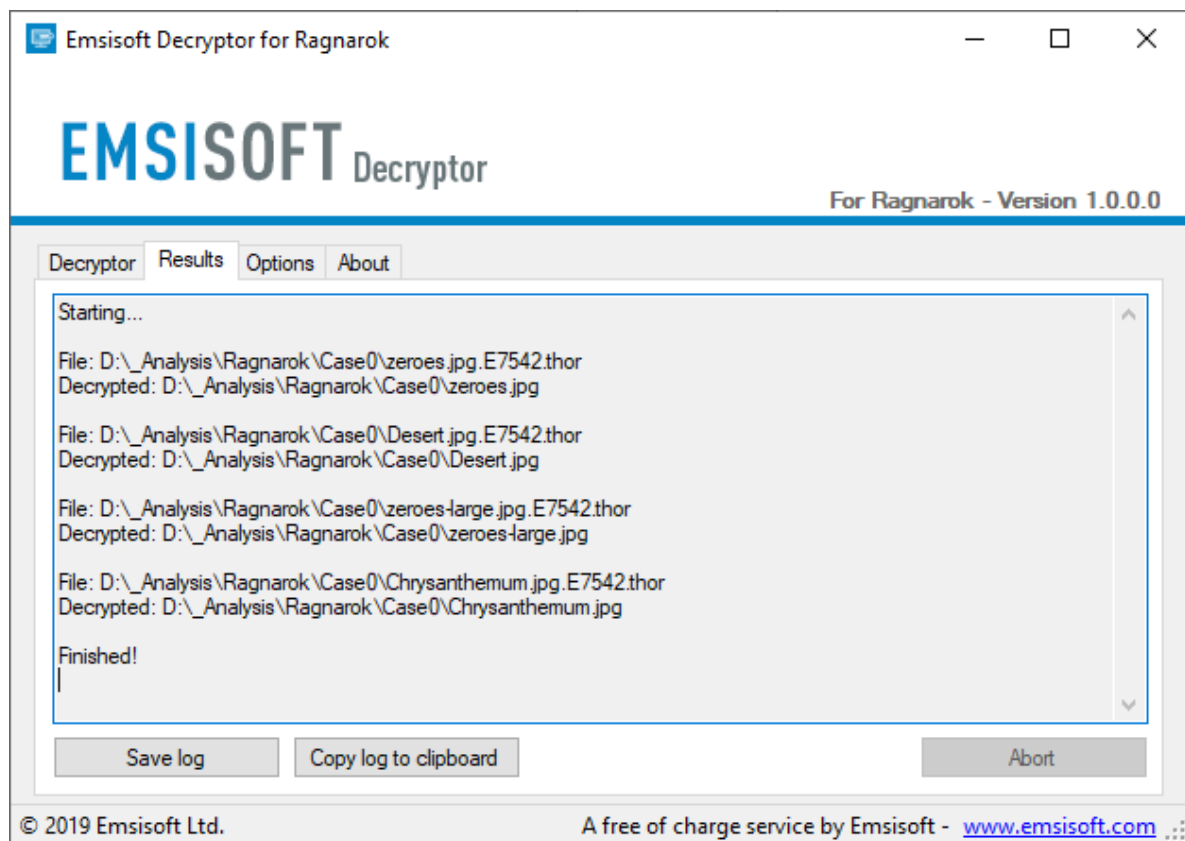 Emsisoft Decryptor for Ragnarok
EMSISOFT Decryptor
For Ragnarok - Version 1.0.0.0
Decryptor Results Options About
Starting...
File: D:\_Analysis\Ragnarok\Case0\zeroes.jpg.E7542.thor
Decrypted: D:\_Analysis\Ragnarok\Case0\zeroes.jpg
File: D:\_Analysis\Ragnarok\Case0\Desert.jpg.E7542.thor
Decrypted: D:\_Analysis\Ragnarok\Case0\Desert.jpg
File: D:\_Analysis\Ragnarok\Case0\zeroes-large.jpg.E7542.thor
Decrypted: D:\_Analysis\Ragnarok\Case0\zeroes-large.jpg
File: D:\_Analysis\Ragnarok\Case0\Chrysanthemum.jpg.E7542.thor
Decrypted: D:\_Analysis\Ragnarok\Case0\Chrysanthemum.jpg
Finished!
Save log Copy log to clipboard Abort
© 2019 Emsisoft Ltd. A free of charge service by Emsisoft - www.emsisoft.com